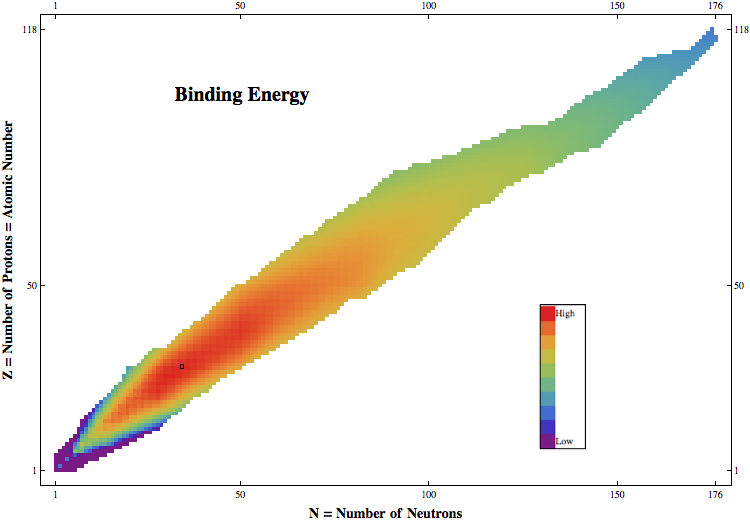 1 50 100 150 176
118 118
Binding Energy
Z = Number of Protons = Atomic Number
50 50
High
Low
1 1
1 50 100 150 176
N = Number of Neutrons